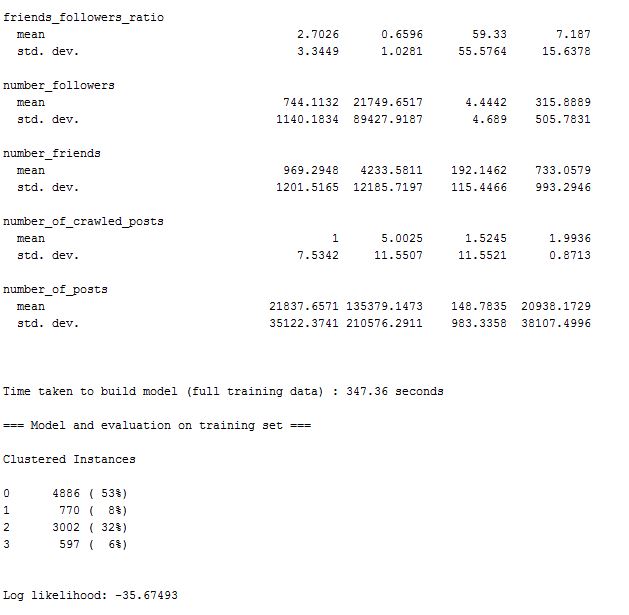 friends_followers_ratio
mean 2.7026 0.6596 59.33 7.187
std. dev. 3.3449 1.0281 55.5764 15.6378
number_followers
mean 744.1132 21749.6517 4.4442 315.8889
std. dev. 1140.1834 89427.9187 4.689 505.7831
number_friends
mean 969.2948 4233.5811 192.1462 733.0579
std. dev. 1201.5165 12185.7197 115.4466 993.2946
number_of_crawled_posts
mean 1 5.0025 1.5245 1.9936
std. dev. 7.5342 11.5507 11.5521 0.8713
number_of_posts
mean 21837.6571 135379.1473 148.7835 20938.1729
std. dev. 35122.3741 210576.2911 983.3358 38107.4996
Time taken to build model (full training data) : 347.36 seconds
=== Model and evaluation on training set ===
Clustered Instances
0 4886 ( 53%)
1 770 ( 8%)
2 3002 ( 32%)
3 597 ( 6%)
Log likelihood: -35.67493